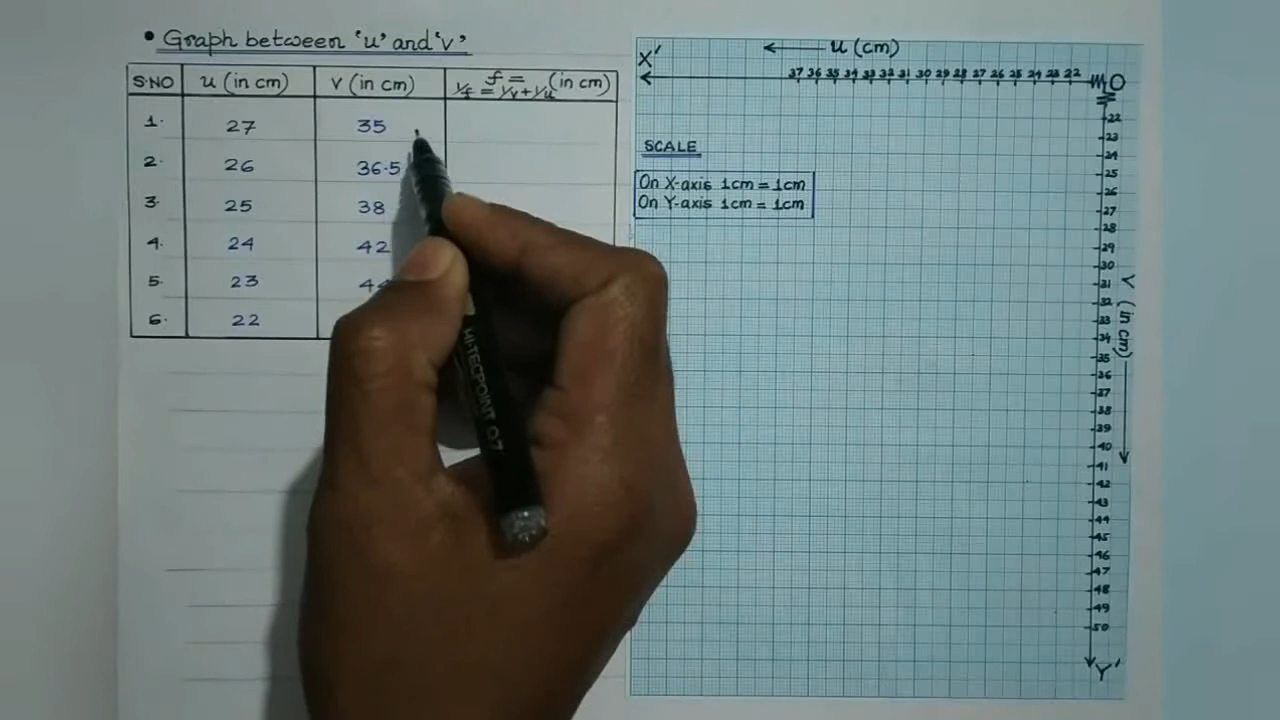 • Graph between 'u' and 'v'
S.NO u (in cm) v (in cm) f =
1/f = 1/v + 1/u (in cm)
1. 27 35
2. 26 36.5
3. 25 38
4. 24 42
5. 23
6. 22
HI-TECPOINT 0.7
u (cm)
X'
37 36 35 34 33 32 31 30 29 28 27 26 25 24 23 22 O
SCALE
On X-axis 1cm = 1cm
On Y-axis 1cm = 1cm
22
23
24
25
26
27
28
29
30
31
32
33
34
35
36
37
38
39
40
41
42
43
44
45
46
47
48
49
50
V (in cm)
Y'